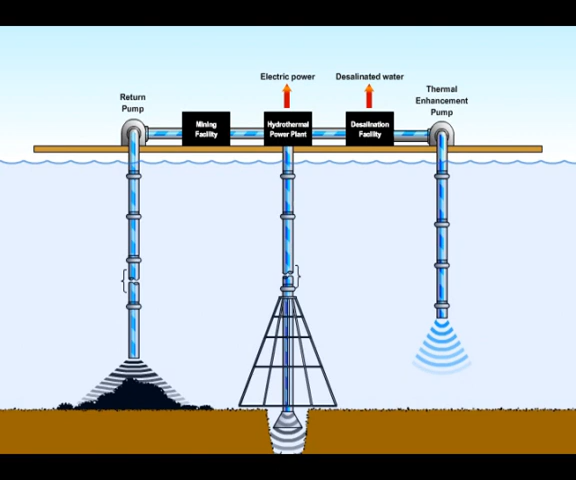 Electric power
Desalinated water
Return
Pump
Thermal
Enhancement
Pump
Mining
Facility
Hydrothermal
Power Plant
Desalination
Facility